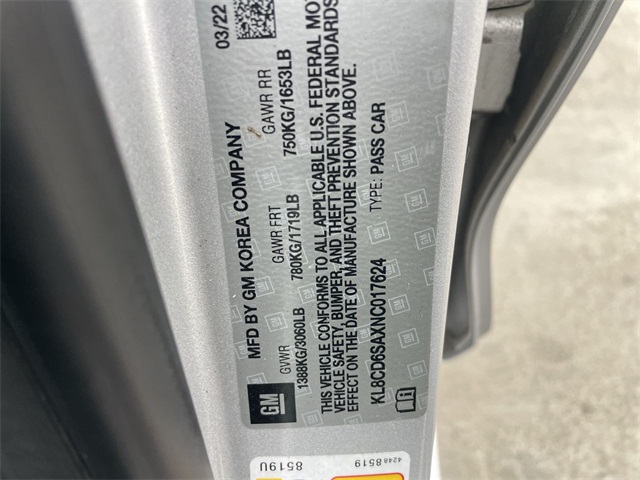 MFD BY GM KOREA COMPANY 03/22
GVWR GAWR FRT GAWR RR
1388KG/3060LB 780KG/1719LB 750KG/1653LB
THIS VEHICLE CONFORMS TO ALL APPLICABLE U.S. FEDERAL MO
VEHICLE SAFETY, BUMPER, AND THEFT PREVENTION STANDARDS
EFFECT ON THE DATE OF MANUFACTURE SHOWN ABOVE.
KL8CD6SAXNC017624 TYPE: PASS CAR
GM
4248 8519
8519U